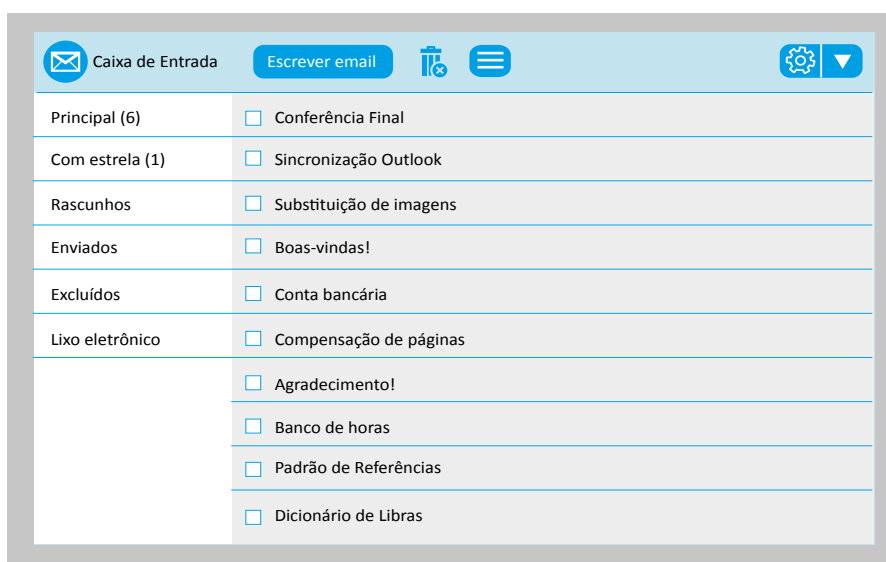 Caixa de Entrada
Escrever email
Principal (6)
Com estrela (1)
Rascunhos
Enviados
Excluídos
Lixo eletrônico
Conferência Final
Sincronização Outlook
Substituição de imagens
Boas-vindas!
Conta bancária
Compensação de páginas
Agradecimento!
Banco de horas
Padrão de Referências
Dicionário de Libras